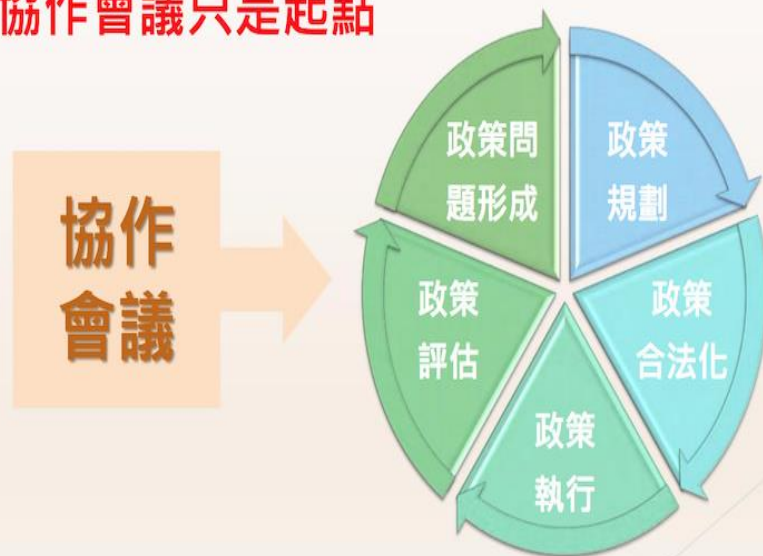 協作會議只是起點
協作
會議
政策問
題形成
政策
規劃
政策
合法化
政策
執行
政策
評估